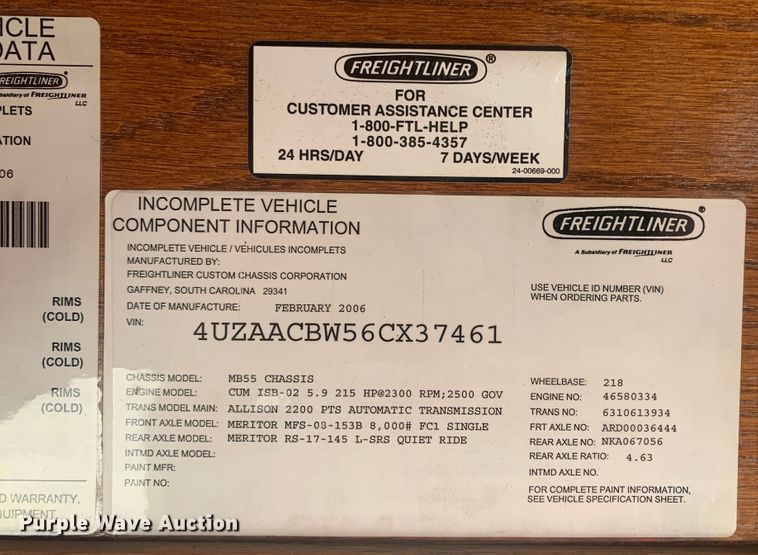 HICLE
DATA
REIGHTLINER
bsidiary of FREIGHTLINER
LLC
PLETS
ATION
06
RIMS
(COLD)
RIMS
(COLD)
RIMS
(COLD)
D WARRANTY.
QUIPMENT
FREIGHTLINER®
FOR
CUSTOMER ASSISTANCE CENTER
1-800-FTL-HELP
1-800-385-4357
24 HRS/DAY 7 DAYS/WEEK
24-00669-000
INCOMPLETE VEHICLE
COMPONENT INFORMATION
FREIGHTLINER®
A Subsidiary of FREIGHTLINER
LLC
INCOMPLETE VEHICLE / VÉHICULES INCOMPLETS
MANUFACTURED BY:
FREIGHTLINER CUSTOM CHASSIS CORPORATION
GAFFNEY, SOUTH CAROLINA 29341
DATE OF MANUFACTURE: FEBRUARY 2006
VIN: 4UZAACBW56CX37461
USE VEHICLE ID NUMBER (VIN)
WHEN ORDERING PARTS.
CHASSIS MODEL: MB55 CHASSIS
ENGINE MODEL: CUM ISB-02 5.9 215 HP@2300 RPM;2500 GOV
TRANS MODEL MAIN: ALLISON 2200 PTS AUTOMATIC TRANSMISSION
FRONT AXLE MODEL: MERITOR MFS-08-153B 8,000# FC1 SINGLE
REAR AXLE MODEL: MERITOR RS-17-145 L-SRS QUIET RIDE
INTMD AXLE MODEL:
PAINT MFR:
PAINT NO:
WHEELBASE: 218
ENGINE NO: 46580334
TRANS NO: 6310613934
FRT AXLE NO: ARD00036444
REAR AXLE NO: NKA067056
REAR AXLE RATIO: 4.63
INTMD AXLE NO.
FOR COMPLETE PAINT INFORMATION,
SEE VEHICLE SPECIFICATION SHEET.
Purple Wave Auction